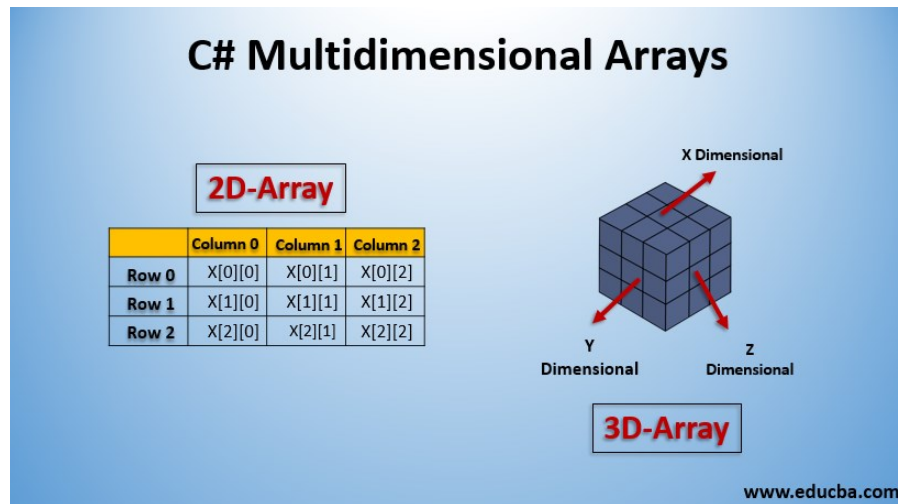 C# Multidimensional Arrays
2D-Array
Column 0 Column 1 Column 2
Row 0 X[0][0] X[0][1] X[0][2]
Row 1 X[1][0] X[1][1] X[1][2]
Row 2 X[2][0] X[2][1] X[2][2]
X Dimensional
Y
Dimensional
Z
Dimensional
3D-Array
www.educba.com